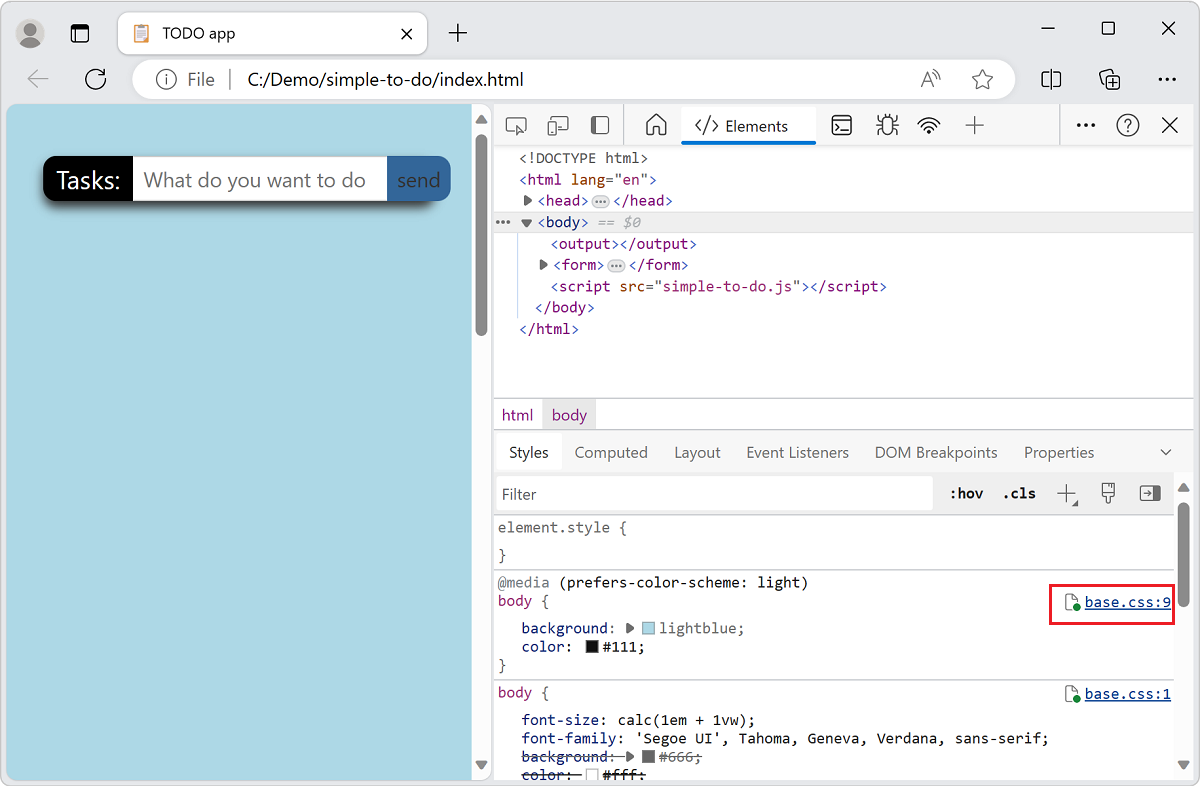 TODO app
File
C:/Demo/simple-to-do/index.html
Tasks:
What do you want to do
send
Elements
<!DOCTYPE html>
<html lang="en">
<head> … </head>
<body> == $0
<output></output>
<form> … </form>
<script src="simple-to-do.js"></script>
</body>
</html>
html body
Styles Computed Layout Event Listeners DOM Breakpoints Properties
Filter
:hov .cls
element.style {
}
@media (prefers-color-scheme: light)
body { base.css:9
background: lightblue;
color: #111;
}
body { base.css:1
font-size: calc(1em + 1vw);
font-family: 'Segoe UI', Tahoma, Geneva, Verdana, sans-serif;
background: #666;
color: #fff;